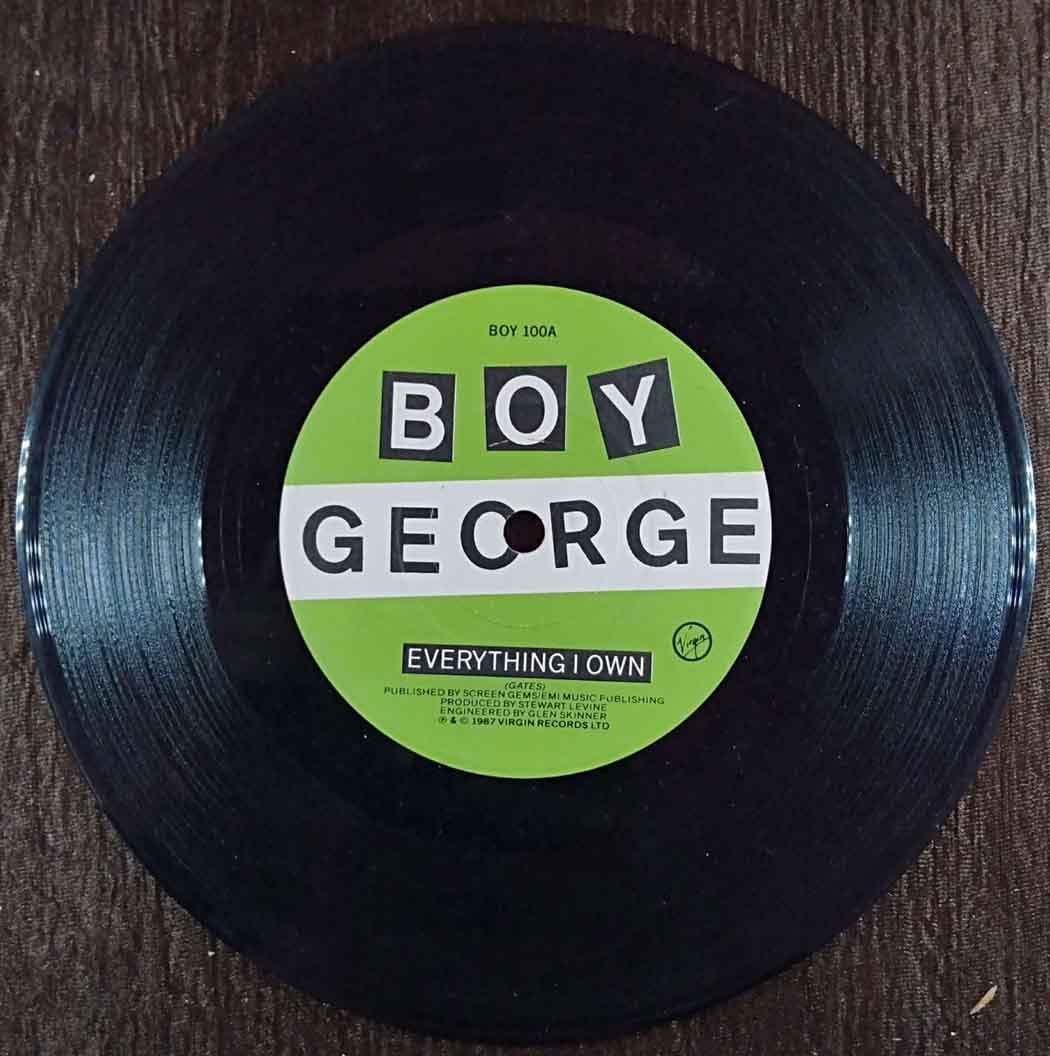 BOY 100A
BOY
GEORGE
Virgin
EVERYTHING I OWN
(GATES)
PUBLISHED BY SCREEN GEMS/EMI MUSIC PUBLISHING
PRODUCED BY STEWART LEVINE
ENGINEERED BY GLEN SKINNER
℗ & © 1987 VIRGIN RECORDS LTD